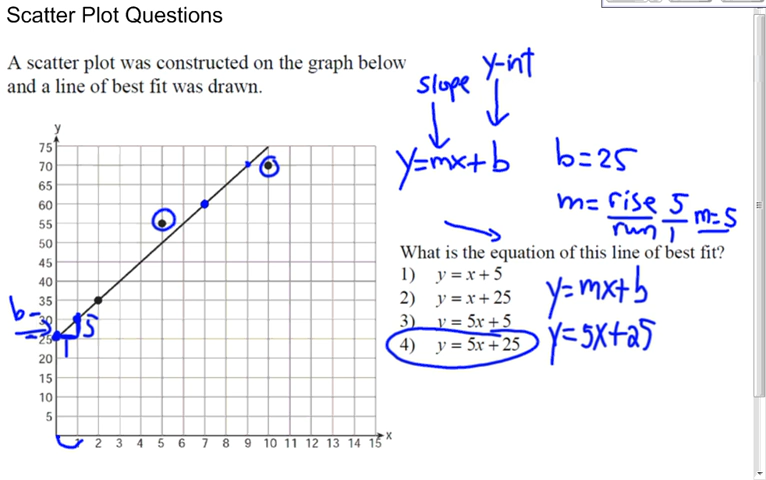 Scatter Plot Questions
A scatter plot was constructed on the graph below
and a line of best fit was drawn.
slope y-int
y=mx+b
b=25
m= rise 5 m=5
run 1
What is the equation of this line of best fit?
1) y = x + 5
2) y = x + 25
3) y = 5x + 5
4) y = 5x + 25
y=mx+b
y=5x+25
y
75
70
65
60
55
50
45
40
35
b=
5
25
1
20
15
10
5
2 3 4 5 6 7 8 9 10 11 12 13 14 15 x